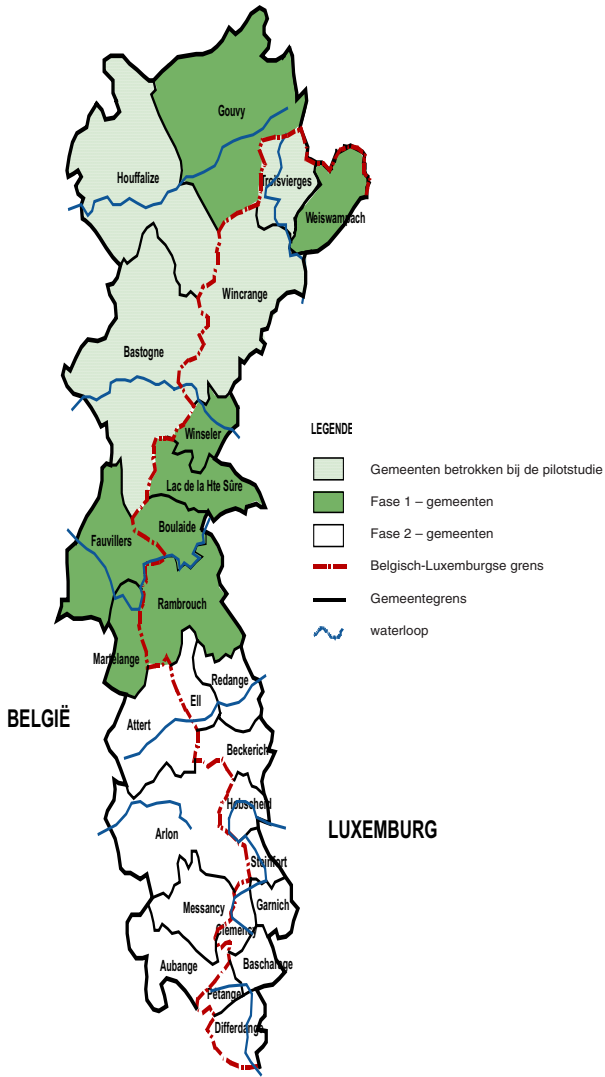 Gouvy
Houffalize
Troisvierges
Weiswampach
Wincrange
Bastogne
Winseler
LEGENDE
Gemeenten betrokken bij de pilotstudie
Lac de la Hte Sûre
Fase 1 – gemeenten
Boulaide
Fauvillers
Fase 2 – gemeenten
Belgisch-Luxemburgse grens
Rambrouch
Gemeentegrens
waterloop
Martelange
Redange
Ell
BELGIË
Attert
Beckerich
Hobscheid
Arlon
LUXEMBURG
Steinfort
Messancy
Garnich
Clemency
Aubange
Bascharage
Petange
Differdange